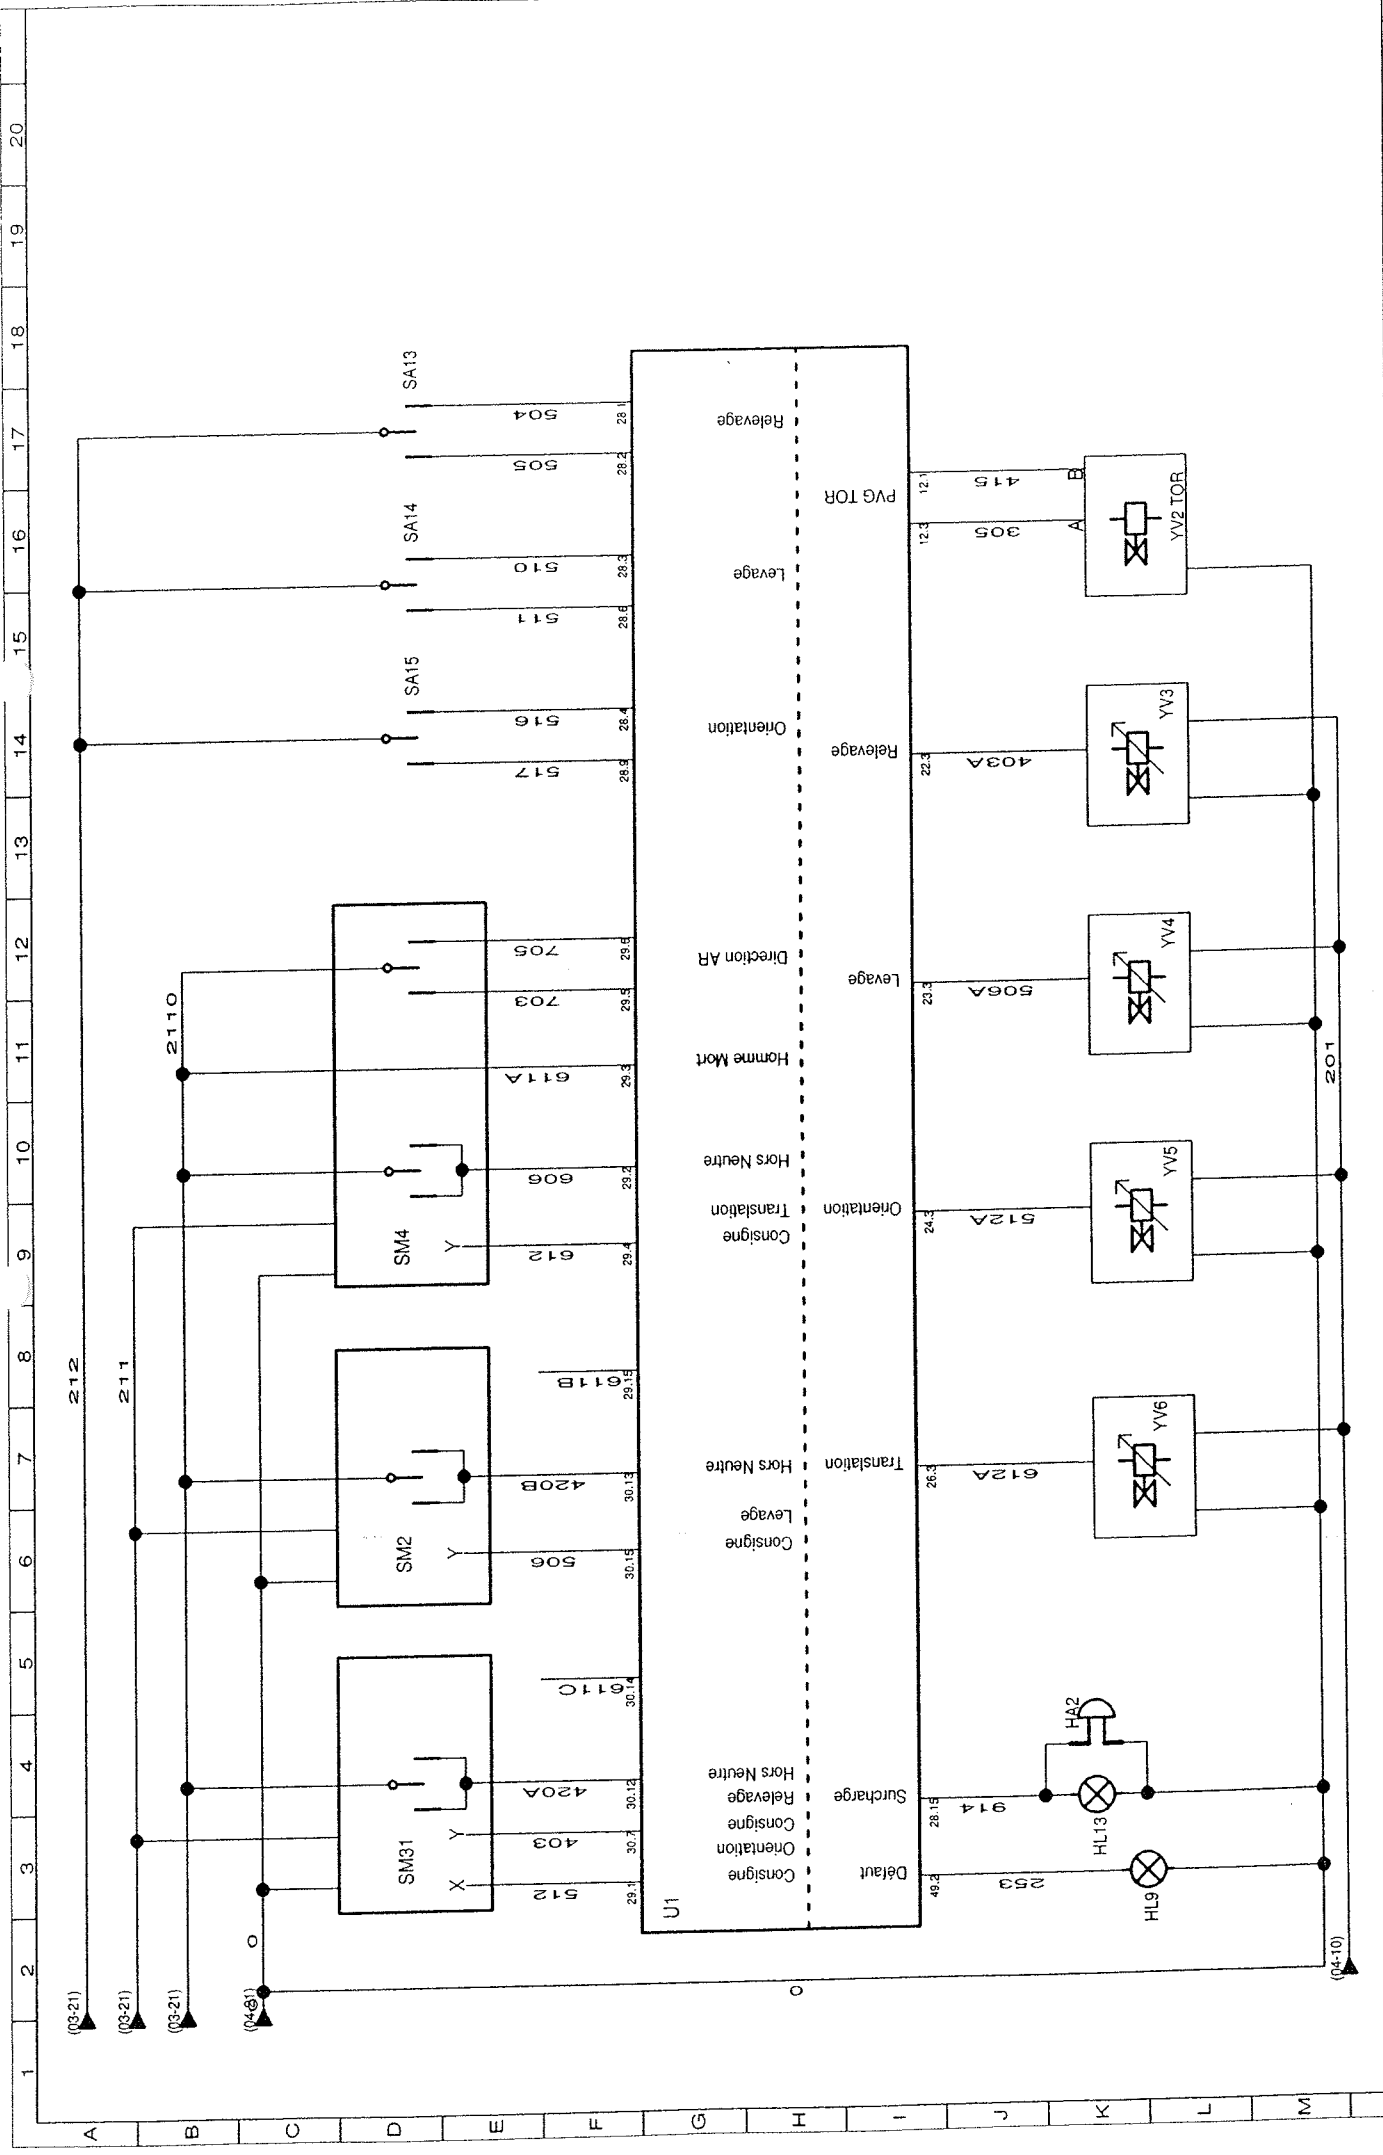 1 2 3 4 5 6 7 8 9 10 11 12 13 14 15 16 17 18 19 20
A
B
C
D
E
F
G
H
I
J
K
L
M
(03-21)
212
(03-21)
211
(03-21)
2110
0
SM31
X
Y
SM2
Y
SM4
Y
SA15
SA14
SA13
512
403
420A
611C
506
420B
611B
612
606
611A
703
705
517
516
511
510
505
504
29.1
30.7
30.12
30.14
30.15
30.13
29.15
29.4
29.2
29.3
29.5
29.6
28.9
28.4
28.6
28.3
28.2
28.1
U1
Consigne
Orientation
Consigne
Relevage
Hors Neutre
Consigne
Levage
Hors Neutre
Consigne
Translation
Hors Neutre
Homme Mort
Direction AR
Orientation
Levage
Relevage
Défaut
Surcharge
Translation
Orientation
Levage
Relevage
PVG TOR
49.2
28.15
26.3
24.3
23.3
22.3
12.3
12.1
253
914
612A
512A
506A
403A
305
415
A
B
HL9
HL13
HA2
YV6
YV5
YV4
YV3
YV2 TOR
0
201
(04-10)